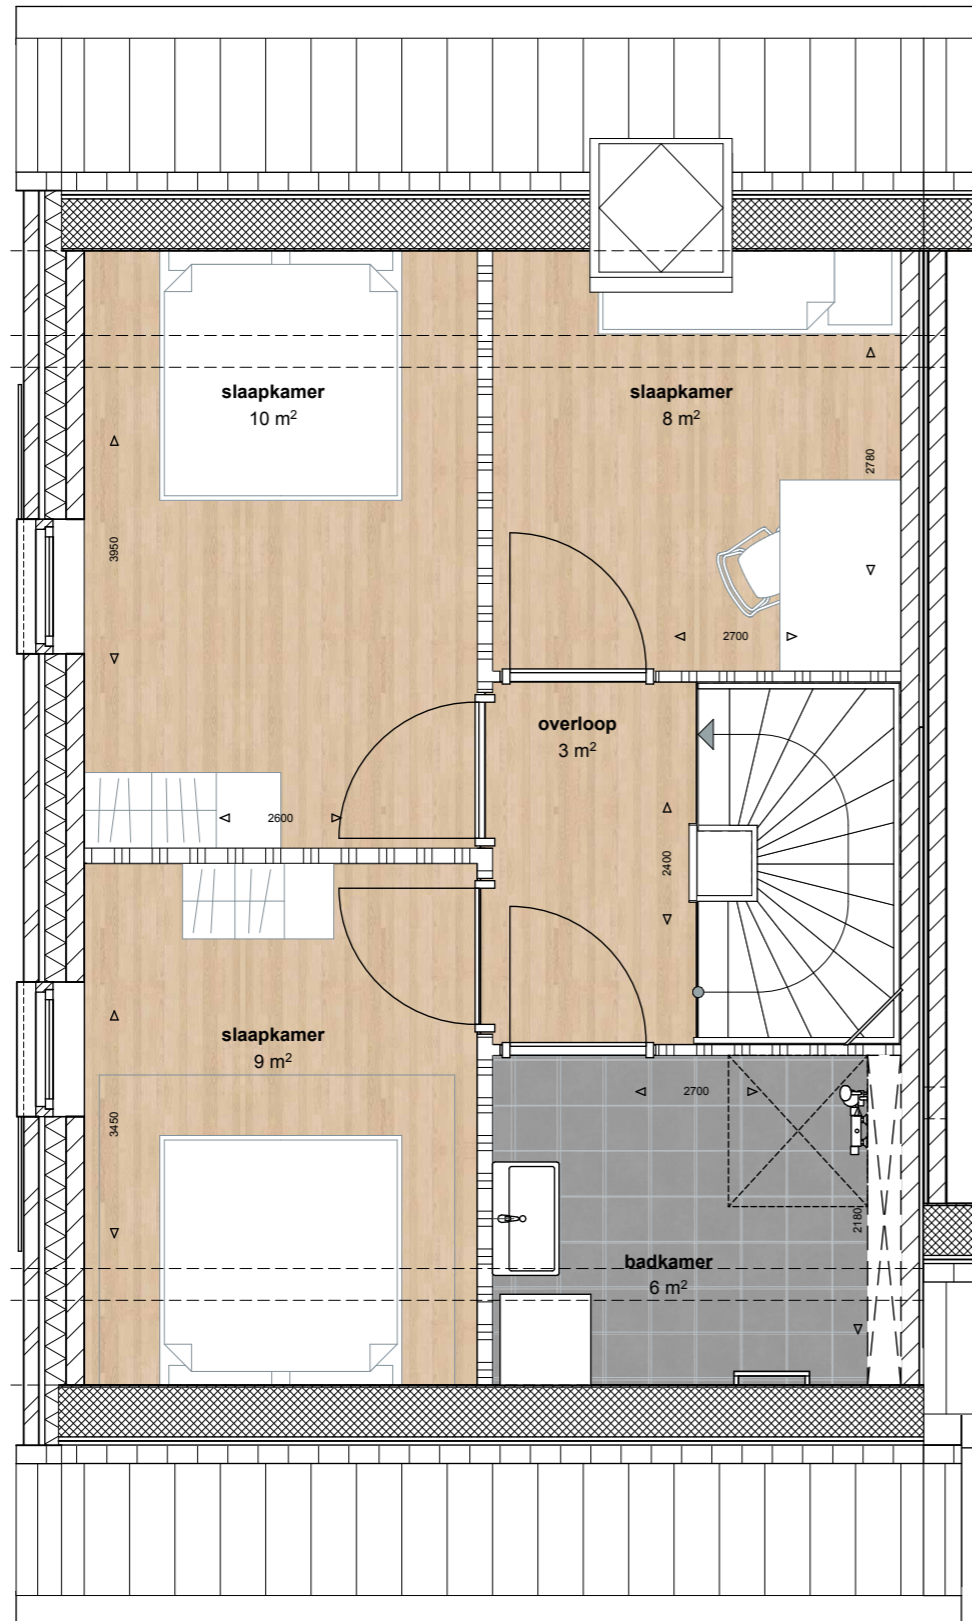 slaapkamer
10 m²
slaapkamer
8 m²
2780
3950
2700
overloop
3 m²
2600
2400
slaapkamer
9 m²
2700
3450
2180
badkamer
6 m²